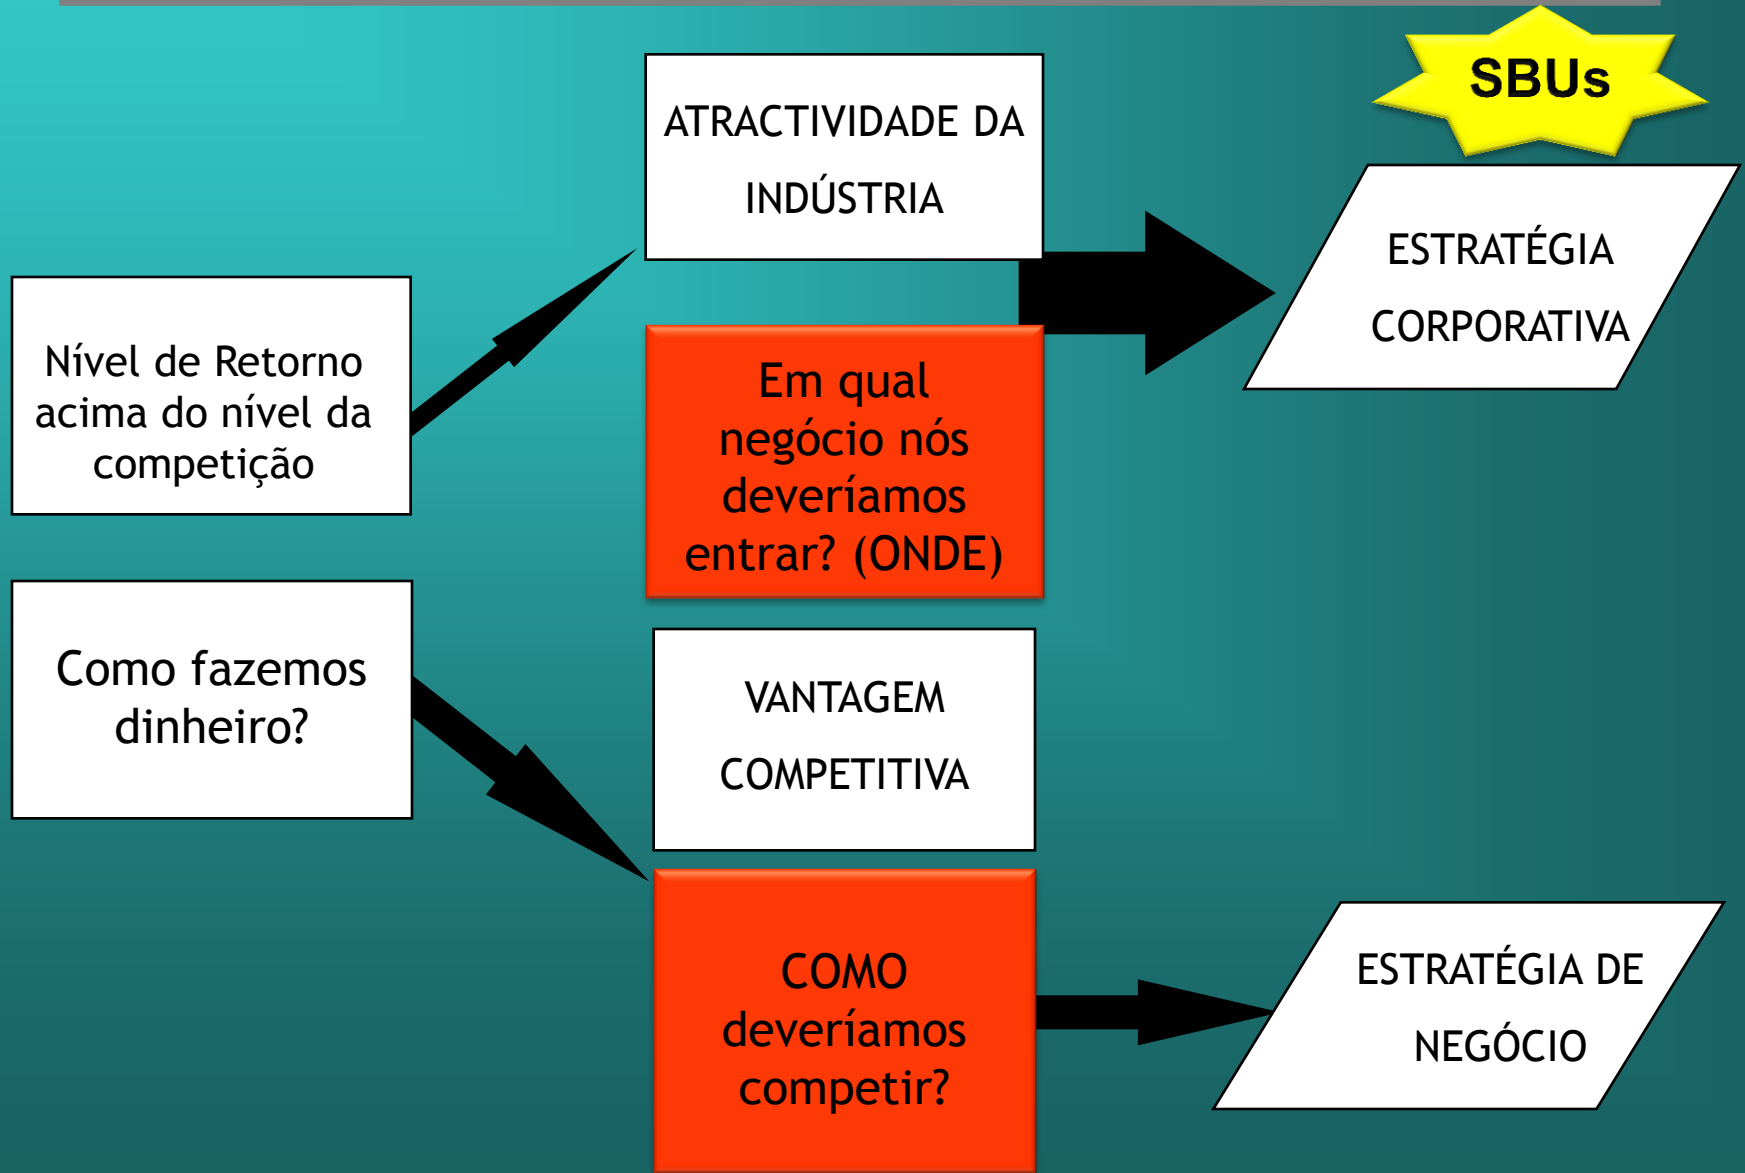 SBUs
ATRACTIVIDADE DA
INDÚSTRIA
ESTRATÉGIA
CORPORATIVA
Nível de Retorno
acima do nível da
competição
Em qual
negócio nós
deveríamos
entrar? (ONDE)
Como fazemos
dinheiro?
VANTAGEM
COMPETITIVA
COMO
deveríamos
competir?
ESTRATÉGIA DE
NEGÓCIO